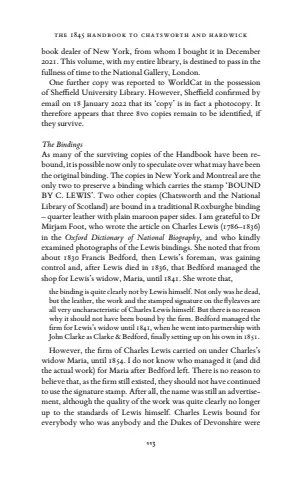 THE 1845 HANDBOOK TO CHATSWORTH AND HARDWICK
book dealer of New York, from whom I bought it in December
2021. This volume, with my entire library, is destined to pass in the
fullness of time to the National Gallery, London.
One further copy was reported to WorldCat in the possession
of Sheffield University Library. However, Sheffield confirmed by
email on 18 January 2022 that its ‘copy’ is in fact a photocopy. It
therefore appears that three 8vo copies remain to be identified, if
they survive.
The Bindings
As many of the surviving copies of the Handbook have been re-
bound, it is possible now only to speculate over what may have been
the original binding. The copies in New York and Montreal are the
only two to preserve a binding which carries the stamp ‘BOUND
BY C. LEWIS’. Two other copies (Chatsworth and the National
Library of Scotland) are bound in a traditional Roxburghe binding
– quarter leather with plain maroon paper sides. I am grateful to Dr
Mirjam Foot, who wrote the article on Charles Lewis (1786–1836)
in the Oxford Dictionary of National Biography, and who kindly
examined photographs of the Lewis bindings. She noted that from
about 1830 Francis Bedford, then Lewis’s foreman, was gaining
control and, after Lewis died in 1836, that Bedford managed the
shop for Lewis’s widow, Maria, until 1841. She wrote that,
the binding is quite clearly not by Lewis himself. Not only was he dead,
but the leather, the work and the stamped signature on the flyleaves are
all very uncharacteristic of Charles Lewis himself. But there is no reason
why it should not have been bound by the firm. Bedford managed the
firm for Lewis’s widow until 1841, when he went into partnership with
John Clarke as Clarke & Bedford, finally setting up on his own in 1851.
However, the firm of Charles Lewis carried on under Charles’s
widow Maria, until 1854. I do not know who managed it (and did
the actual work) for Maria after Bedford left. There is no reason to
believe that, as the firm still existed, they should not have continued
to use the signature stamp. After all, the name was still an advertise-
ment, although the quality of the work was quite clearly no longer
up to the standards of Lewis himself. Charles Lewis bound for
everybody who was anybody and the Dukes of Devonshire were
113